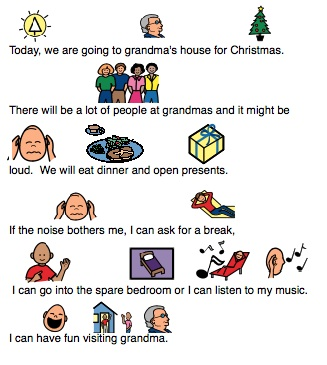 Today, we are going to grandma's house for Christmas.
There will be a lot of people at grandmas and it might be
loud. We will eat dinner and open presents.
If the noise bothers me, I can ask for a break,
I can go into the spare bedroom or I can listen to my music.
I can have fun visiting grandma.